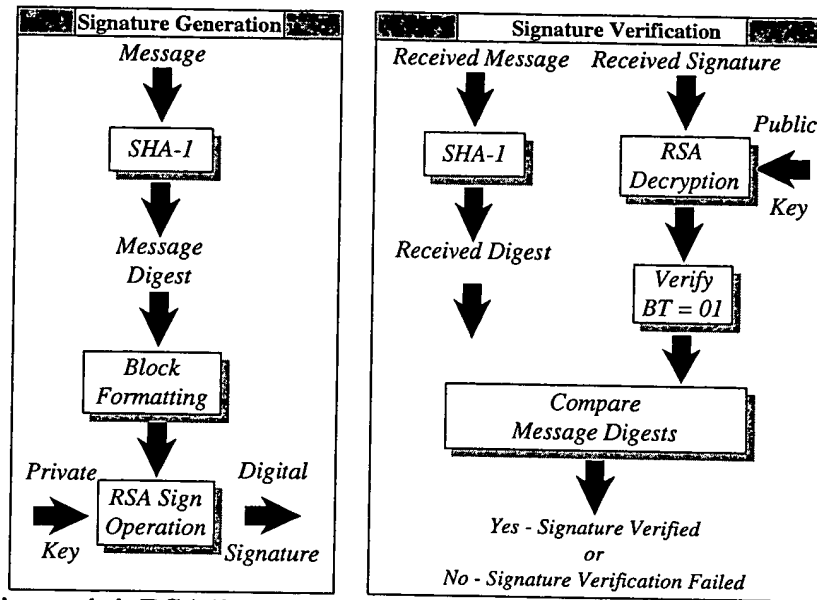 Signature Generation
Message
SHA-1
Message
Digest
Block
Formatting
Private
Key
RSA Sign
Operation
Digital
Signature
Signature Verification
Received Message
Received Signature
SHA-1
RSA
Decryption
Public
Key
Received Digest
Verify
BT = 01
Compare
Message Digests
Yes - Signature Verified
or
No - Signature Verification Failed